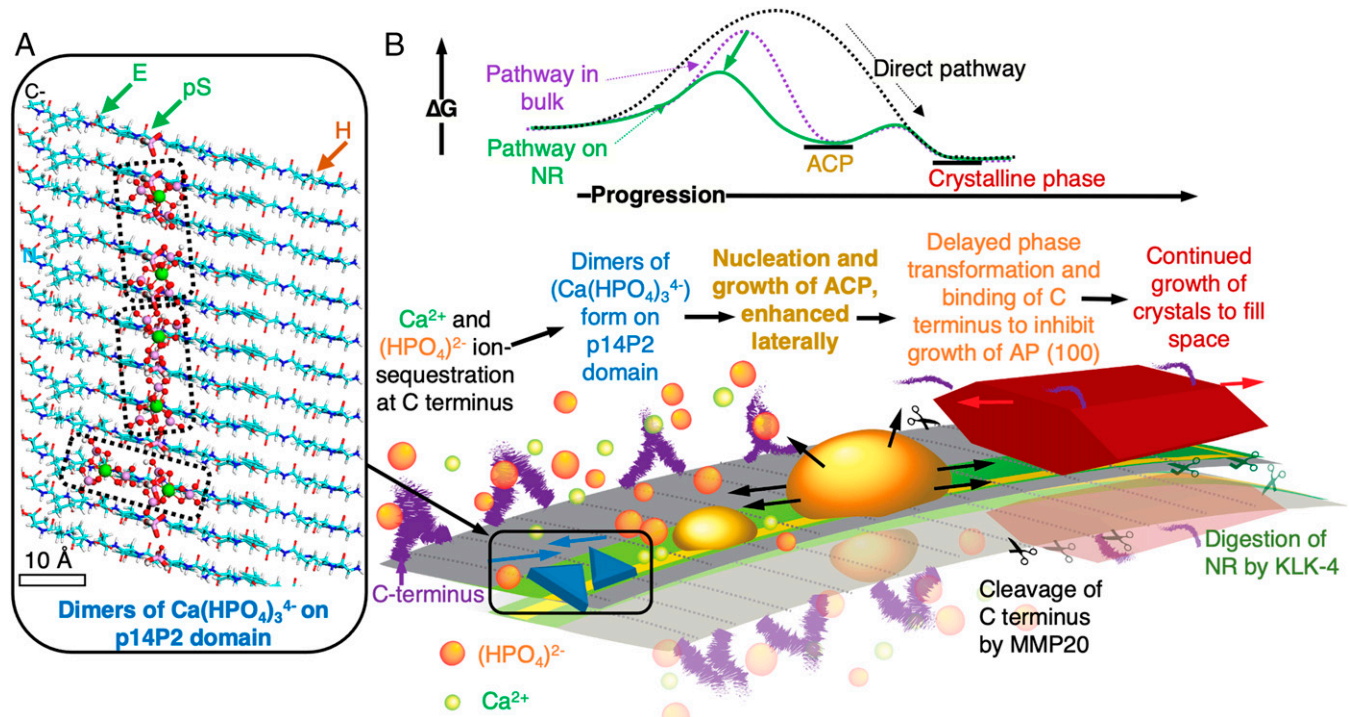 A
C-
E
pS
H
N
10 Å
Dimers of Ca(HPO₄)₃⁴⁻ on
p14P2 domain
B
ΔG
Pathway in
bulk
Pathway on
NR
Direct pathway
ACP
Crystalline phase
Progression
Ca²⁺ and
(HPO₄)²⁻ ion-
sequestration
at C terminus
Dimers of
(Ca(HPO₄)₃⁴⁻)
form on
p14P2
domain
Nucleation and
growth of ACP,
enhanced
laterally
Delayed phase
transformation and
binding of C
terminus to inhibit
growth of AP (100)
Continued
growth of
crystals to fill
space
C-terminus
(HPO₄)²⁻
Ca²⁺
Cleavage of
C terminus
by MMP20
Digestion of
NR by KLK-4